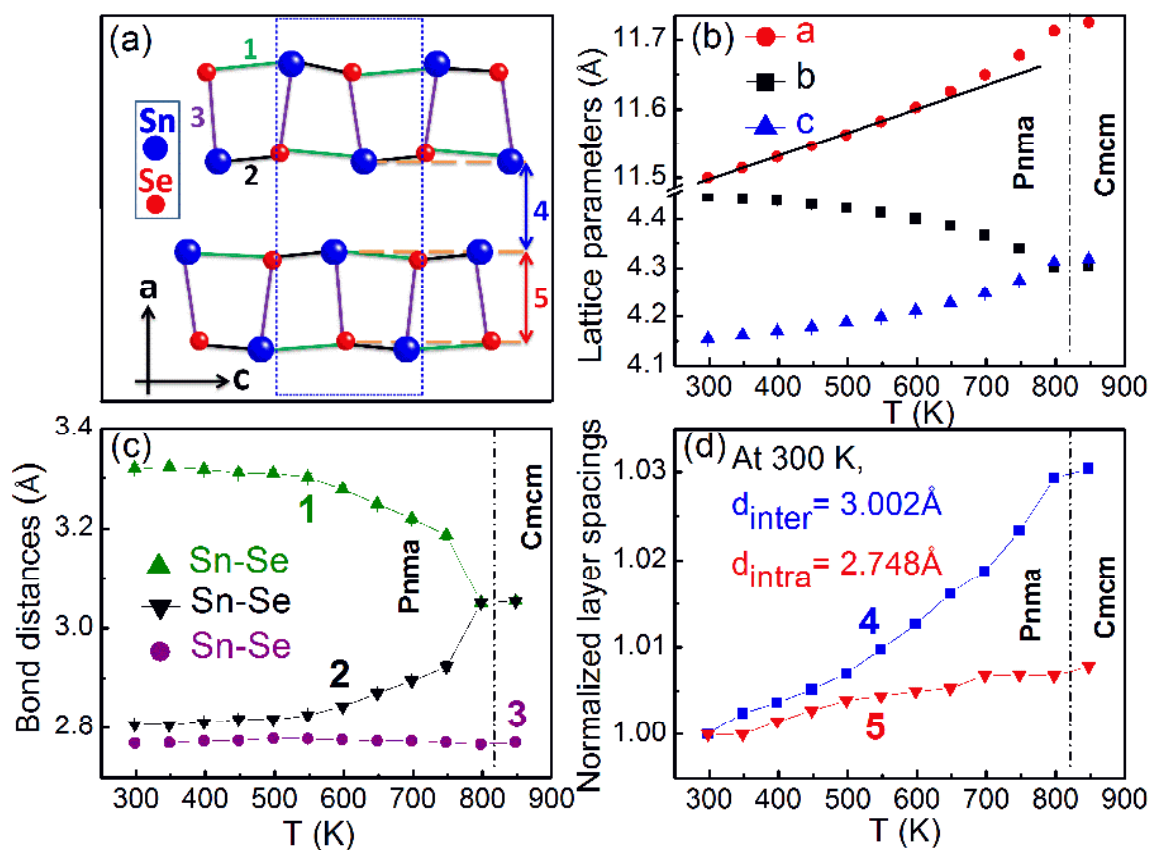 (a)
1
2
3
4
5
Sn
Se
a
c
(b)
a
b
c
Pnma
Cmcm
Lattice parameters (Å)
11.7
11.6
11.5
4.4
4.3
4.2
4.1
300 400 500 600 700 800 900
T (K)
(c)
1
Sn-Se
Sn-Se
Sn-Se
2
3
Pnma
Cmcm
Bond distances (Å)
3.4
3.2
3.0
2.8
300 400 500 600 700 800 900
T (K)
(d)
At 300 K,
dinter= 3.002Å
dintra= 2.748Å
4
5
Pnma
Cmcm
Normalized layer spacings
1.03
1.02
1.01
1.00
300 400 500 600 700 800 900
T (K)